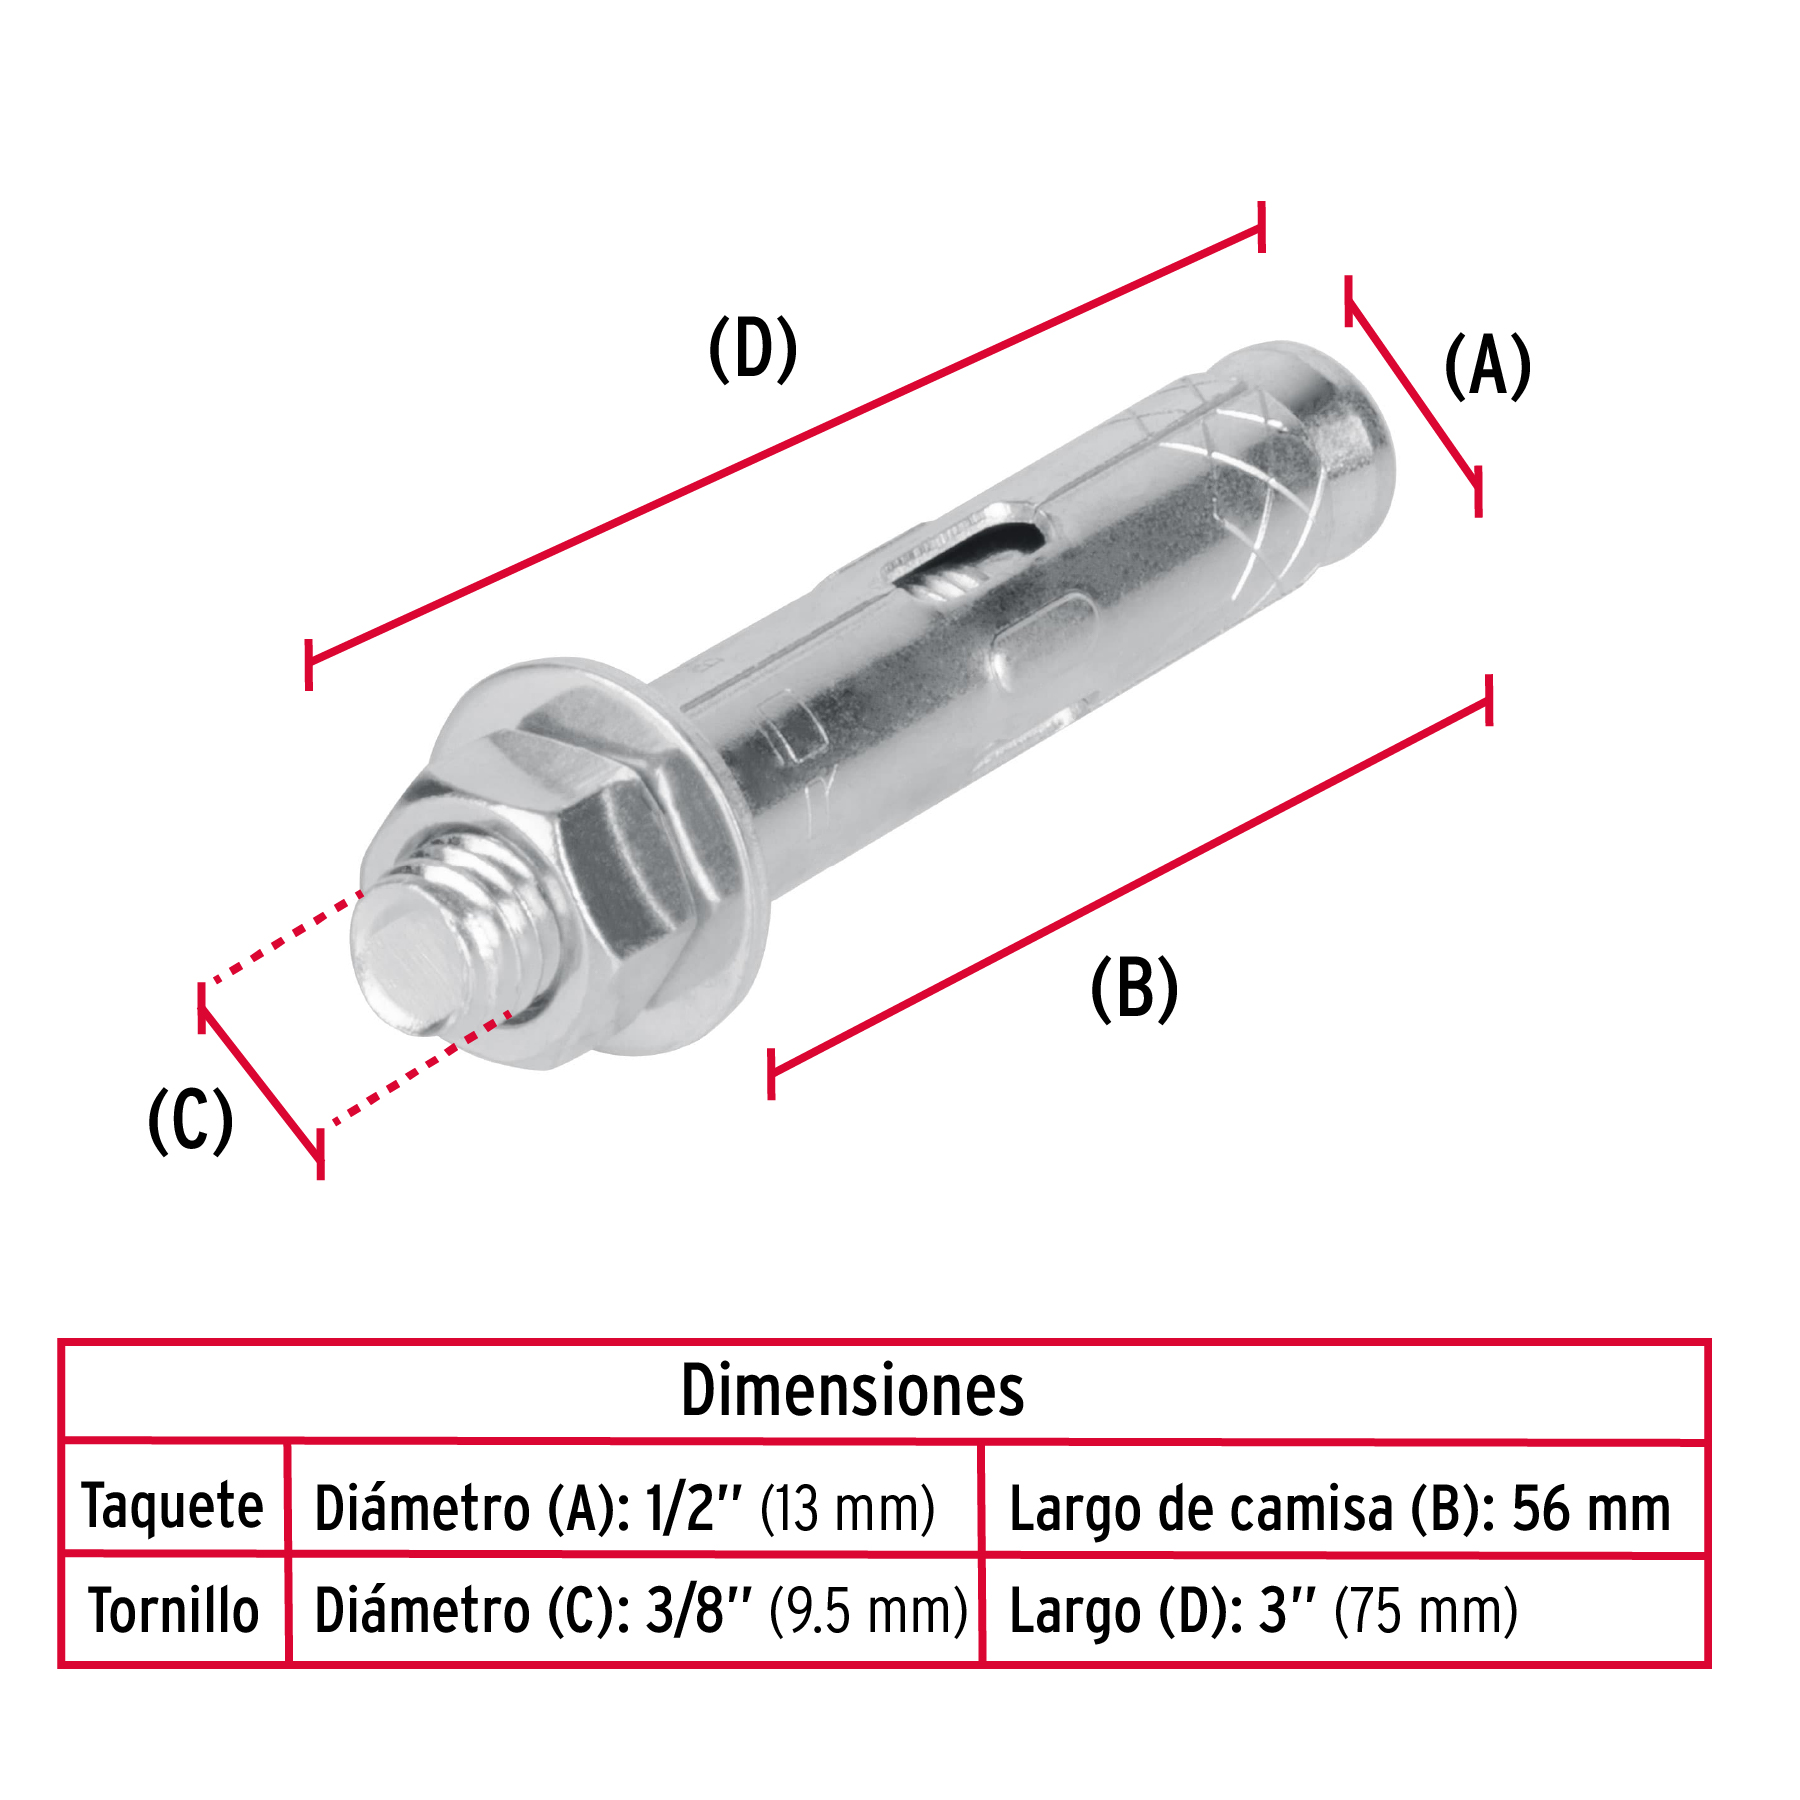 (D)
(A)
(B)
(C)
Dimensiones
Taquete Diámetro (A): 1/2" (13 mm) Largo de camisa (B): 56 mm
Tornillo Diámetro (C): 3/8" (9.5 mm) Largo (D): 3" (75 mm)